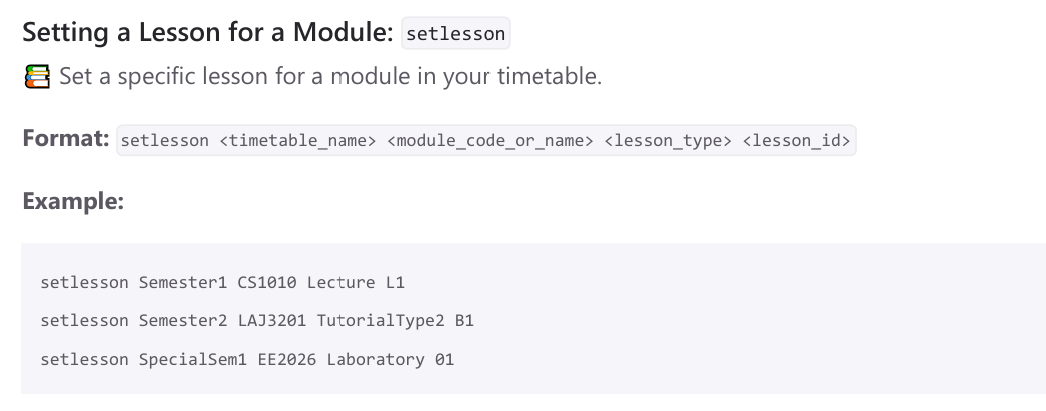 Setting a Lesson for a Module: setlesson
📚 Set a specific lesson for a module in your timetable.
Format: setlesson <timetable_name> <module_code_or_name> <lesson_type> <lesson_id>
Example:
setlesson Semester1 CS1010 Lecture L1
setlesson Semester2 LAJ3201 TutorialType2 B1
setlesson SpecialSem1 EE2026 Laboratory 01